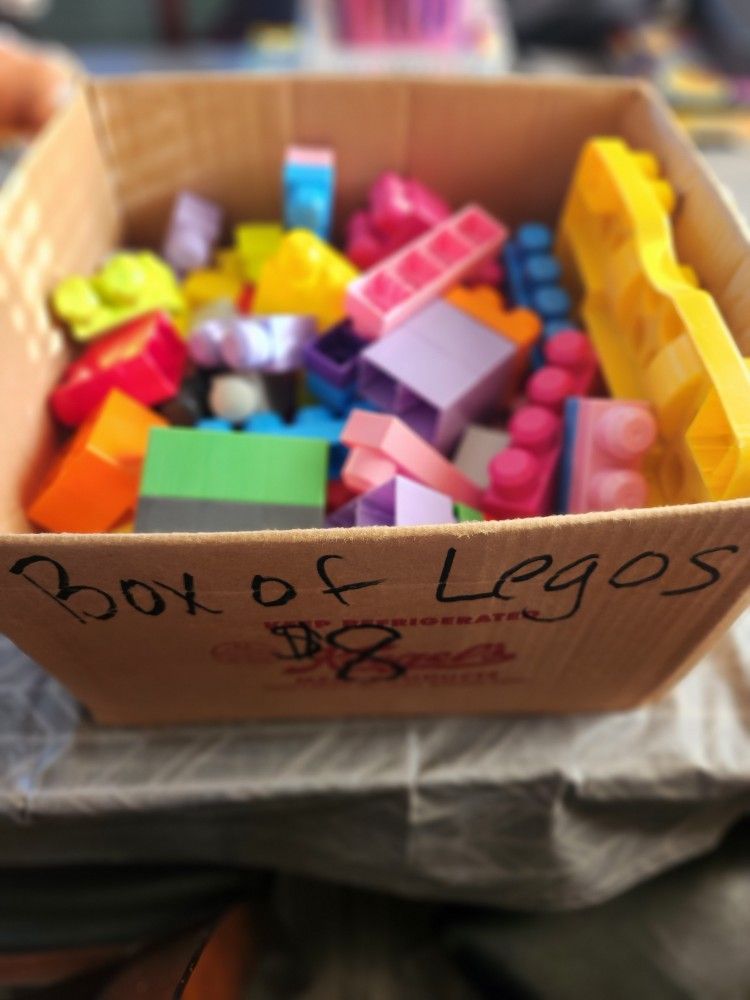 Box of Legos
KEEP REFRIGERATED
$8